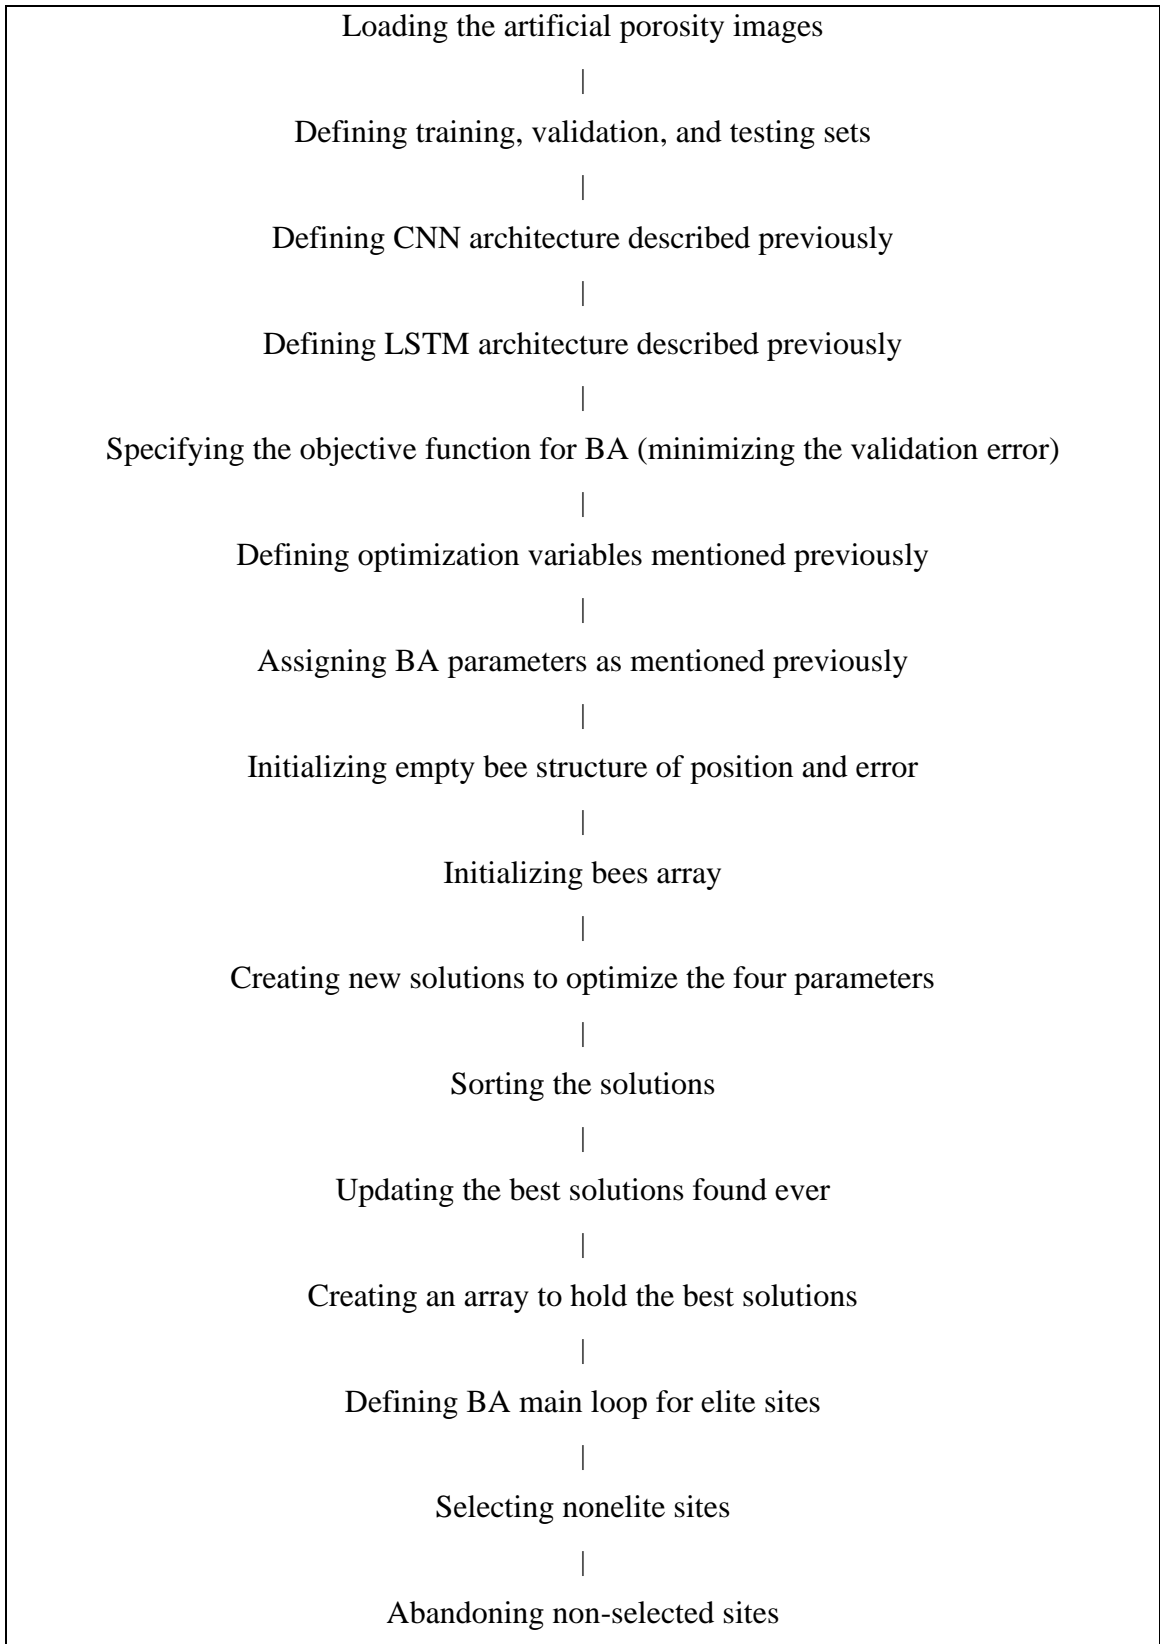 Loading the artificial porosity images
|
Defining training, validation, and testing sets
|
Defining CNN architecture described previously
|
Defining LSTM architecture described previously
|
Specifying the objective function for BA (minimizing the validation error)
|
Defining optimization variables mentioned previously
|
Assigning BA parameters as mentioned previously
|
Initializing empty bee structure of position and error
|
Initializing bees array
|
Creating new solutions to optimize the four parameters
|
Sorting the solutions
|
Updating the best solutions found ever
|
Creating an array to hold the best solutions
|
Defining BA main loop for elite sites
|
Selecting nonelite sites
|
Abandoning non-selected sites